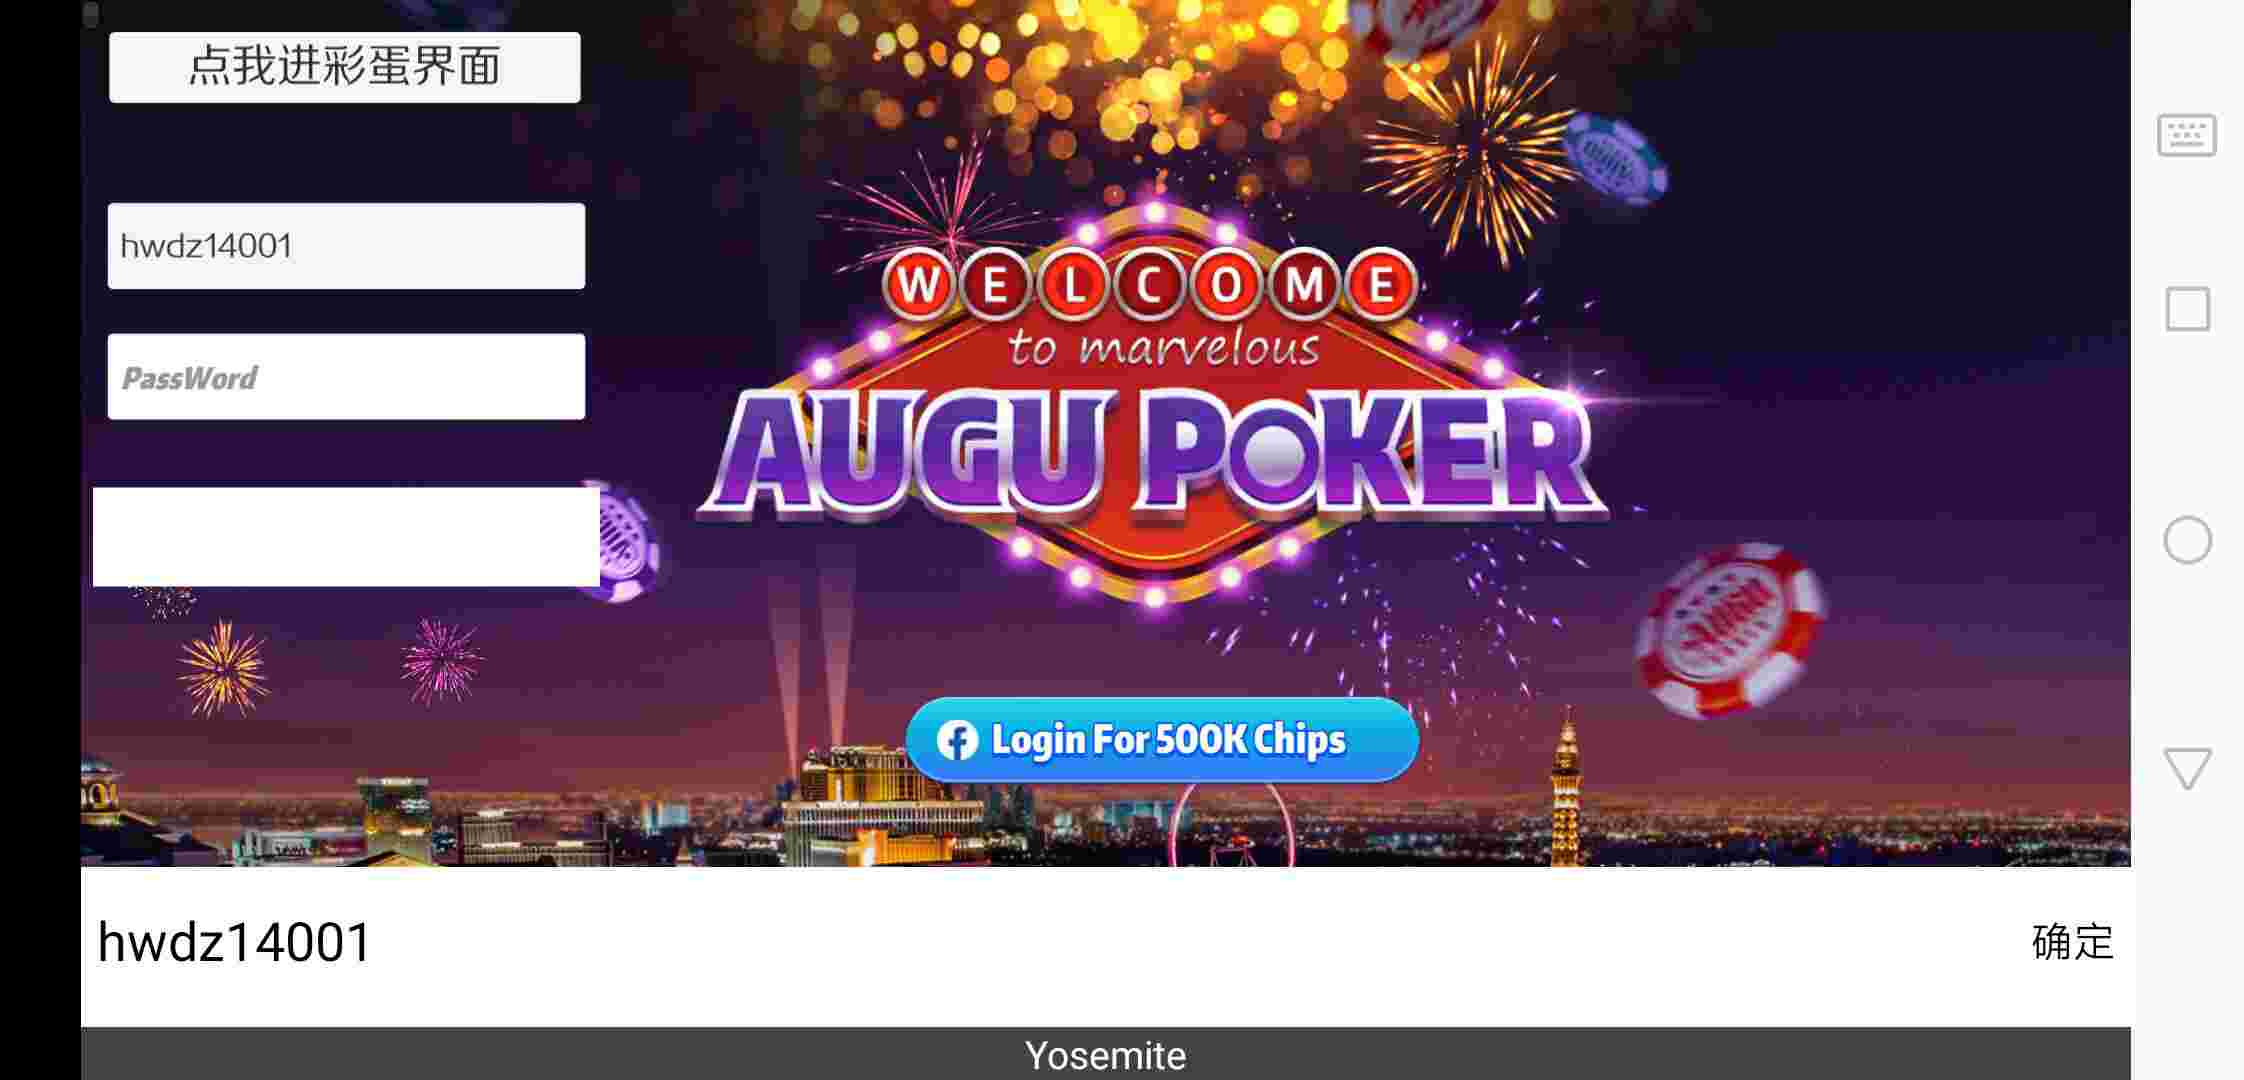 点我进彩蛋界面
hwdz14001
PassWord
WELCOME
to marvelous
AUGU POKER
Login For 500K Chips
hwdz14001
确定
Yosemite